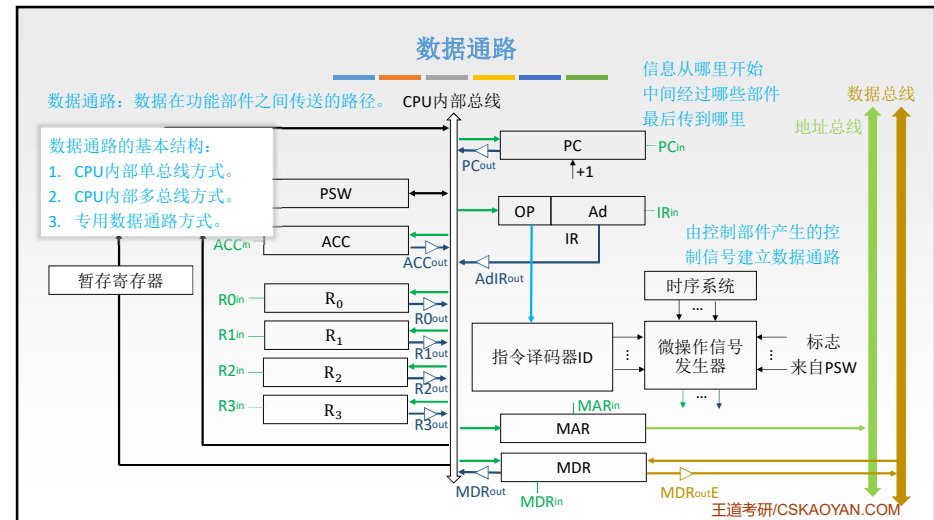 数据通路
数据通路：数据在功能部件之间传送的路径。
CPU内部总线
信息从哪里开始
中间经过哪些部件
最后传到哪里
数据总线
地址总线
数据通路的基本结构：
1. CPU内部单总线方式。
2. CPU内部多总线方式。
3. 专用数据通路方式。
PC
PCin
PCout
+1
PSW
OP
Ad
IRin
IR
ACCin
ACC
ACCout
AdIRout
由控制部件产生的控
制信号建立数据通路
暂存寄存器
时序系统
...
R0in
R0
R0out
R1in
R1
R1out
R2in
R2
R2out
R3in
R3
R3out
指令译码器ID
...
微操作信号
发生器
...
标志
来自PSW
...
MARin
MAR
MDR
MDRout
MDRin
MDRoutE
王道考研/CSKAOYAN.COM